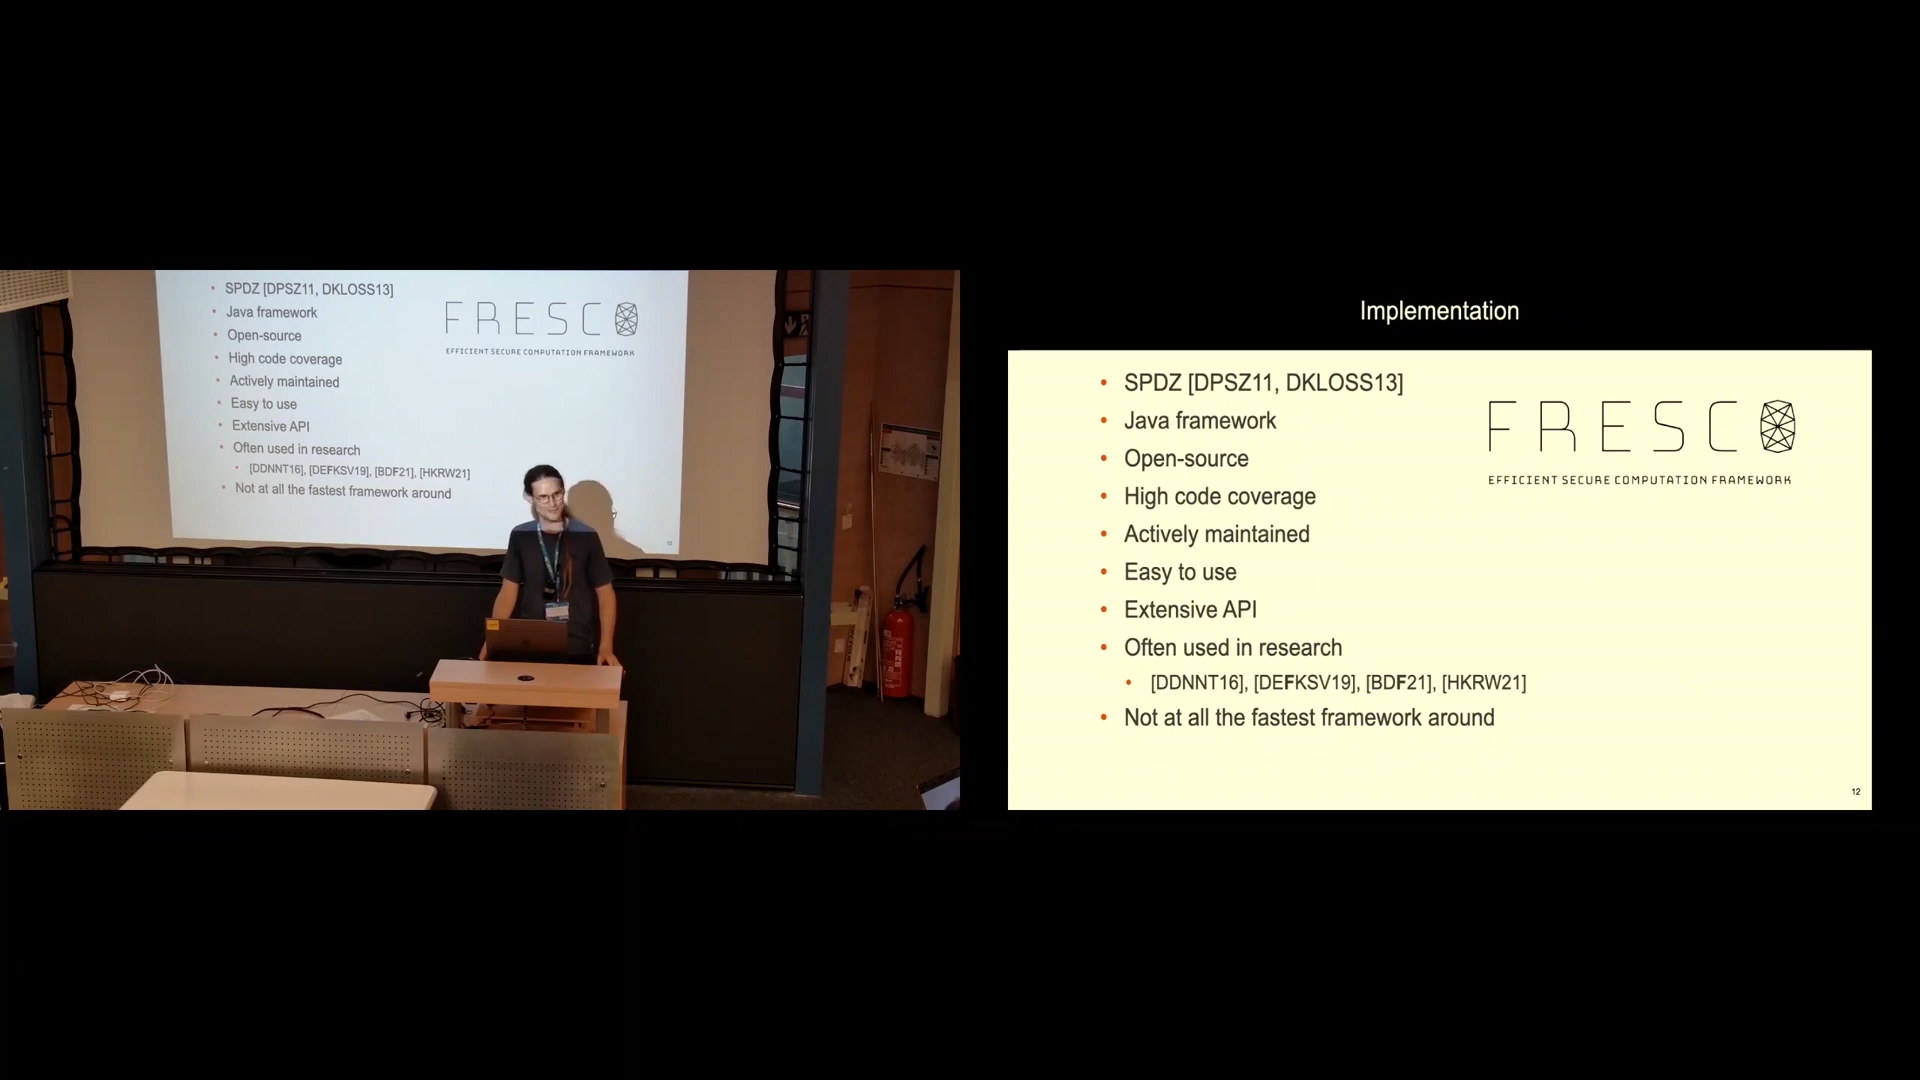 SPDZ [DPSZ11, DKLOSS13]
Java framework
Open-source
High code coverage
Actively maintained
Easy to use
Extensive API
Often used in research
[DDNNT16], [DEFKSV19], [BDF21], [HKRW21]
Not at all the fastest framework around
FRESCO
EFFICIENT SECURE COMPUTATION FRAMEWORK
12
Implementation
SPDZ [DPSZ11, DKLOSS13]
Java framework
Open-source
High code coverage
Actively maintained
Easy to use
Extensive API
Often used in research
[DDNNT16], [DEFKSV19], [BDF21], [HKRW21]
Not at all the fastest framework around
FRESCO
EFFICIENT SECURE COMPUTATION FRAMEWORK
12